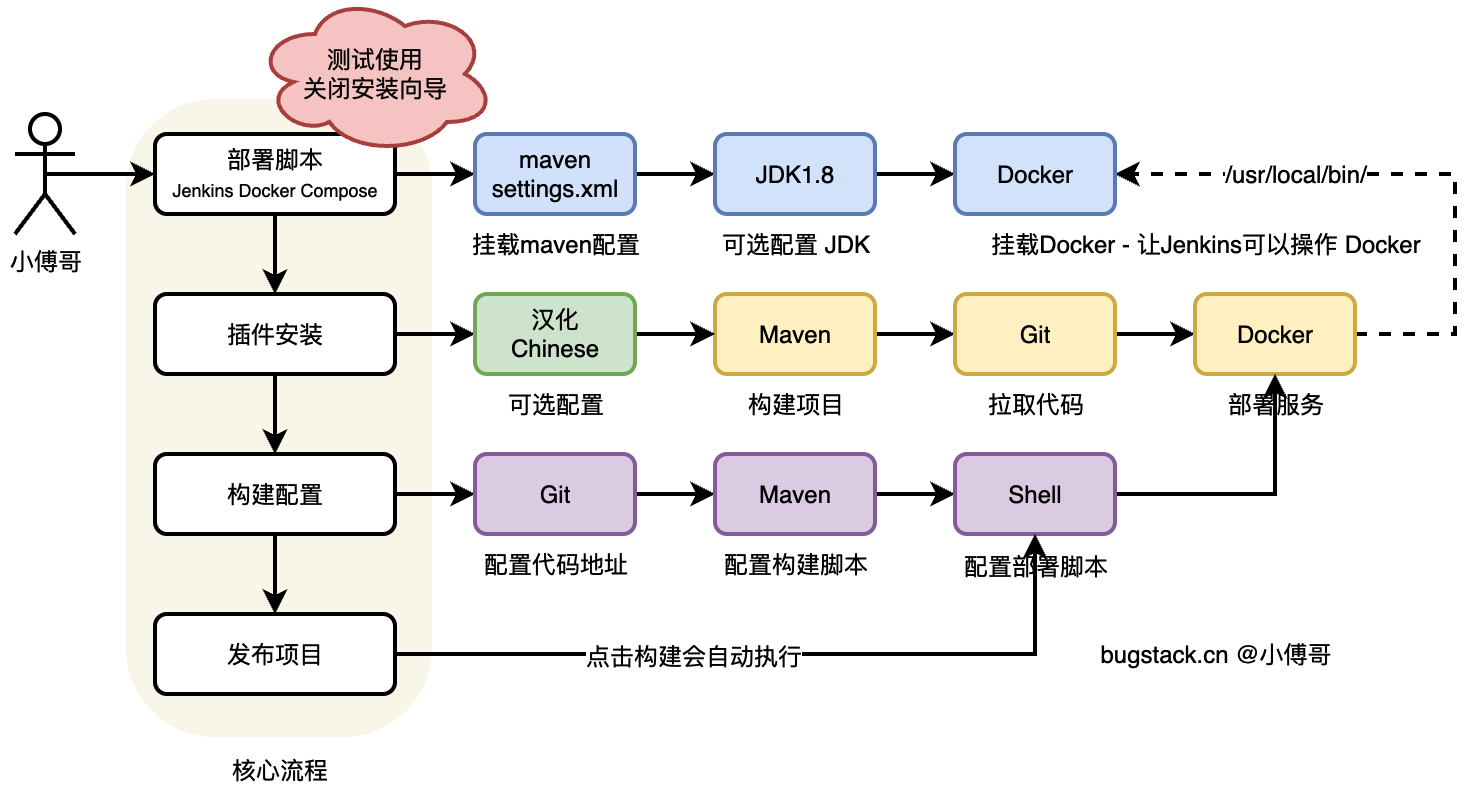 测试使用
关闭安装向导
部署脚本
Jenkins Docker Compose
maven
settings.xml
JDK1.8
Docker
/usr/local/bin/
小傅哥
挂载maven配置
可选配置 JDK
挂载Docker - 让Jenkins可以操作 Docker
插件安装
汉化
Chinese
Maven
Git
Docker
可选配置
构建项目
拉取代码
部署服务
构建配置
Git
Maven
Shell
配置代码地址
配置构建脚本
配置部署脚本
发布项目
点击构建会自动执行
bugstack.cn @小傅哥
核心流程